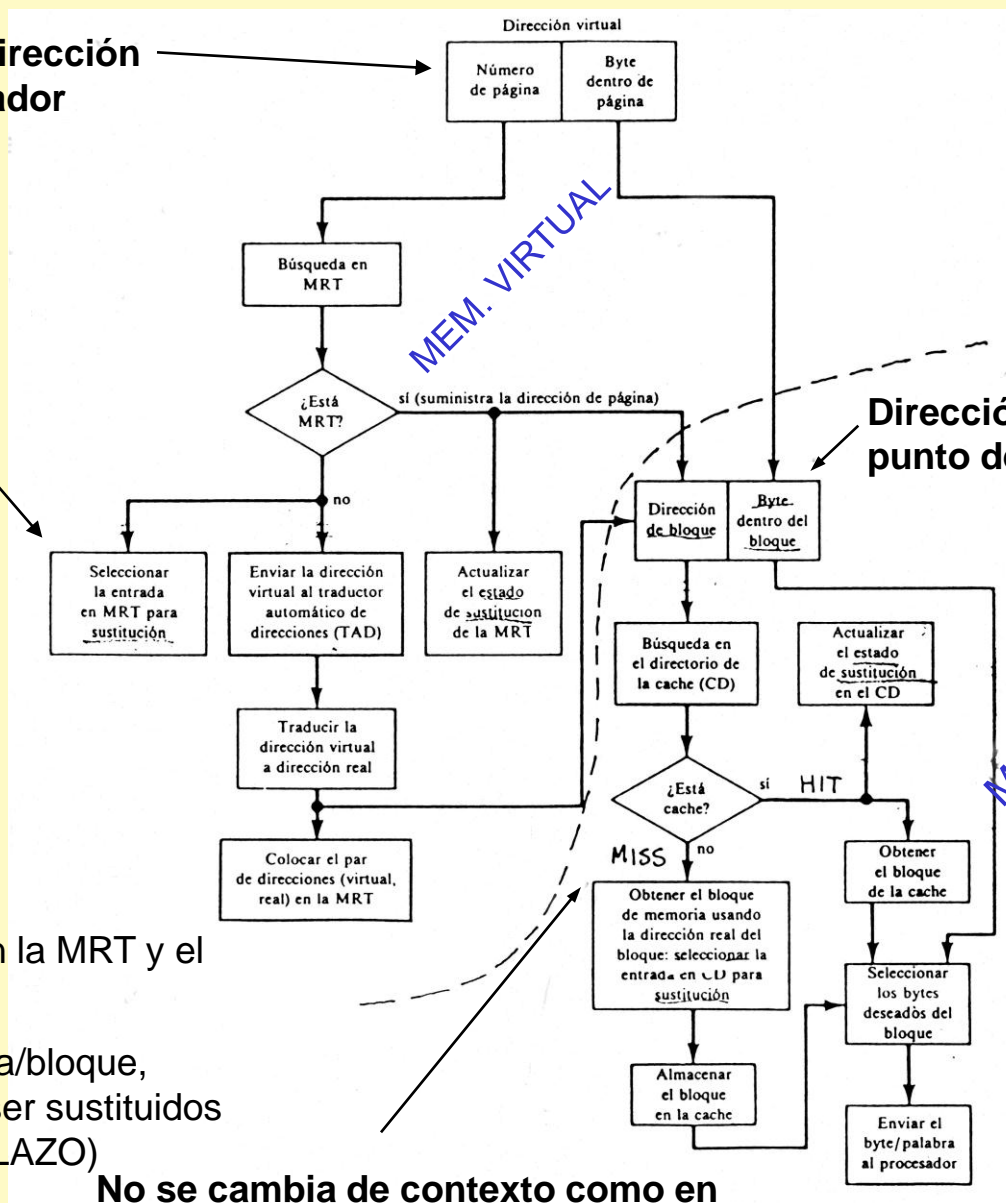 Dirección virtual
irección
ador
Número
de página
Byte
dentro de
página
MEM. VIRTUAL
Búsqueda en
MRT
¿Está
MRT?
sí (suministra la dirección de página)
no
Direcció
punto d
Seleccionar
la entrada
en MRT para
sustitución
Enviar la dirección
virtual al traductor
automático de
direcciones (TAD)
Actualizar
el estado
de sustitución
de la MRT
Dirección
de bloque
Byte
dentro del
bloque
Búsqueda en
el directorio de
la cache (CD)
Actualizar
el estado
de sustitución
en el CD
Traducir la
dirección virtual
a dirección real
¿Está
cache?
sí
HIT
MISS
no
Colocar el par
de direcciones (virtual,
real) en la MRT
Obtener
el bloque
de la cache
Obtener el bloque
de memoria usando
la dirección real del
bloque: seleccionar la
entrada en CD para
sustitución
Seleccionar
los bytes
deseados del
bloque
n la MRT y el
a/bloque,
er sustituidos
LAZO)
Almacenar
el bloque
en la cache
Enviar el
byte/palabra
al procesador
No se cambia de contexto como en